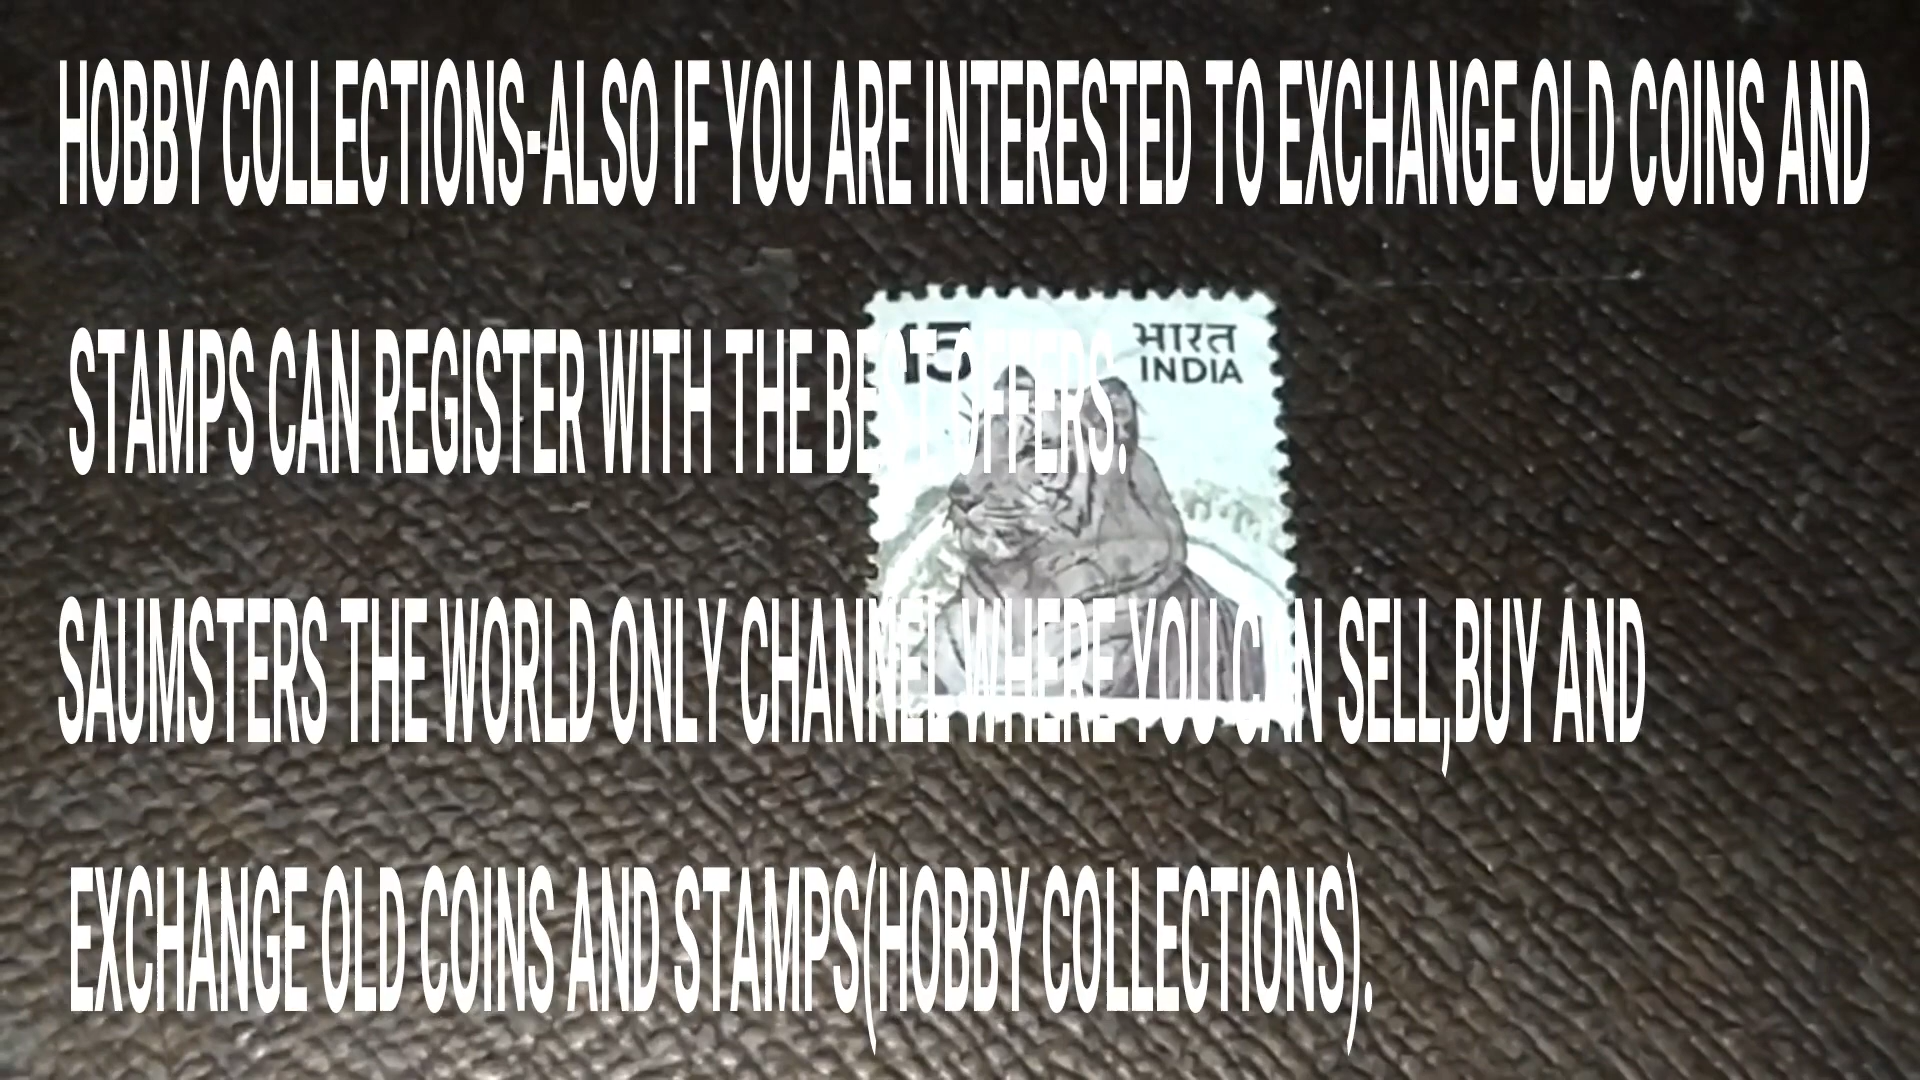 HOBBY COLLECTIONS-ALSO IF YOU ARE INTERESTED TO EXCHANGE OLD COINS AND
15 भारत
INDIA
STAMPS CAN REGISTER WITH THE BEST OFFERS.
SAUMSTERS THE WORLD ONLY CHANNEL WHERE YOU CAN SELL,BUY AND
EXCHANGE OLD COINS AND STAMPS(HOBBY COLLECTIONS).